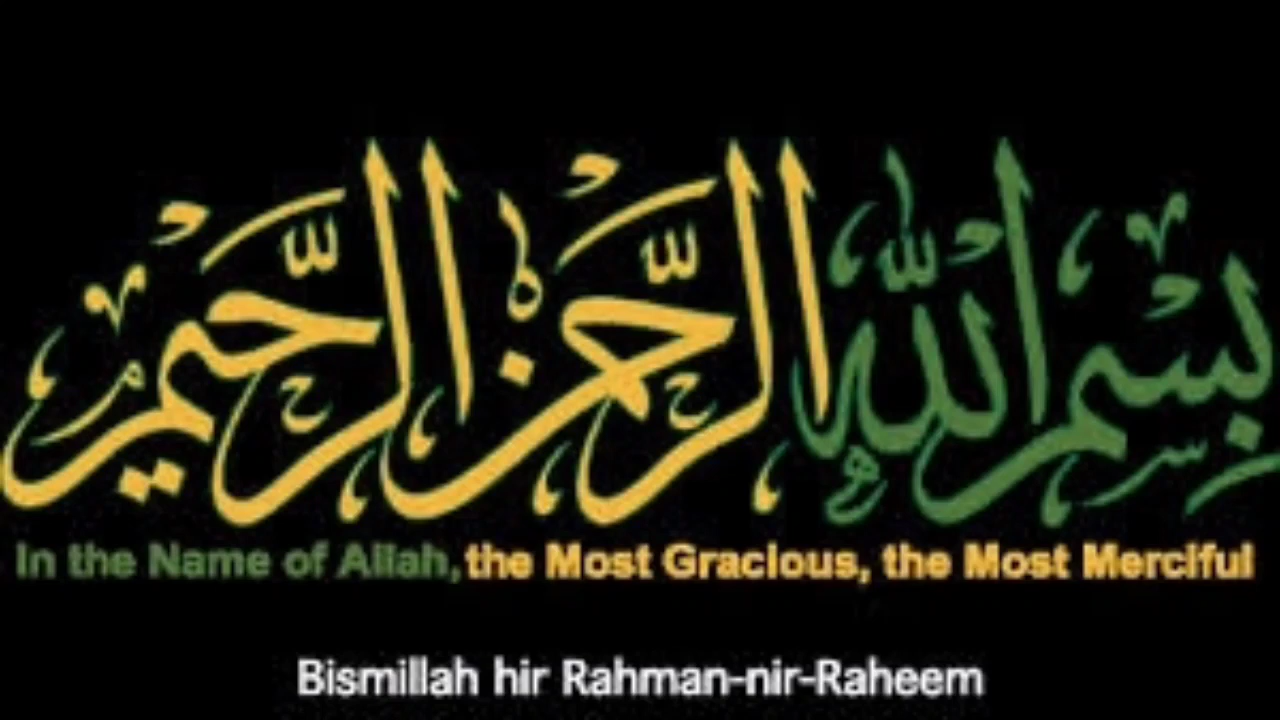 بسم الله الرحمن الرحيم
In the Name of Allah, the Most Gracious, the Most Merciful
Bismillah hir Rahman-nir-Raheem